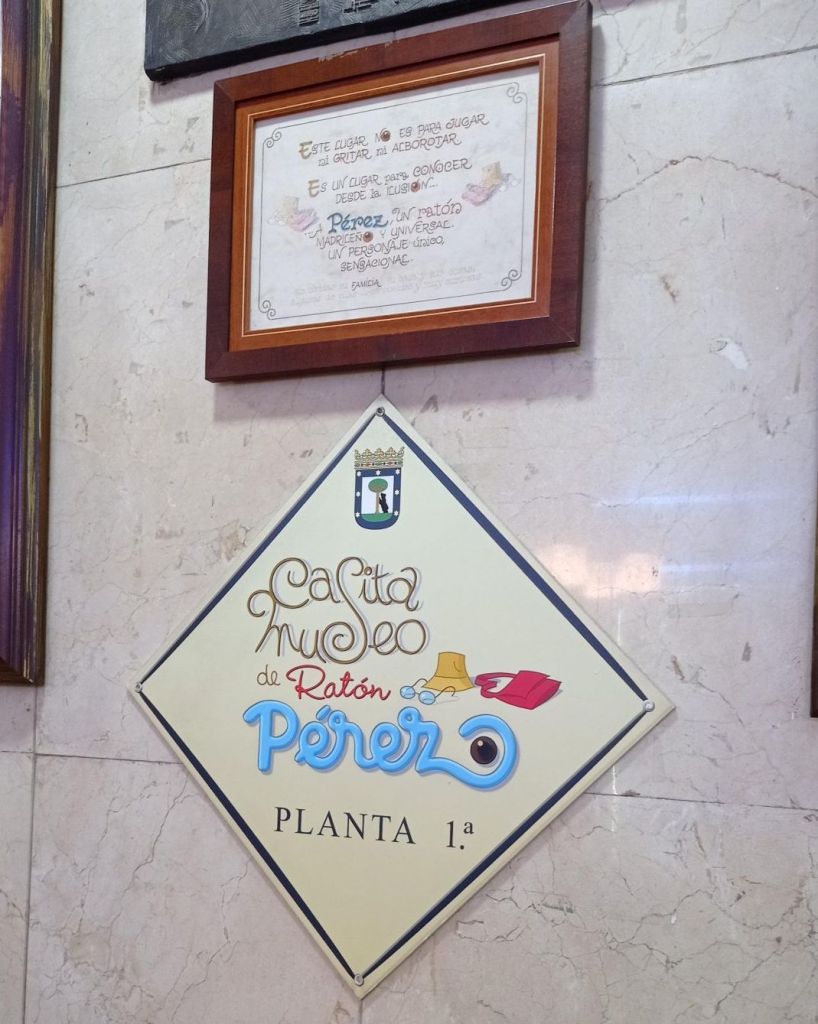 ESTE LUGAR NO ES PARA JUGAR
ni GRITAR ni ALBOROTAR
ES UN LUGAR para CONOCER
DESDE la ILUSIÓN...
...A Pérez, UN ratón
MADRILEÑO Y UNIVERSAL.
UN PERSONAJE ÚNICO,
SENSACIONAL.
FAMILIA
Casita
museo
de Ratón
Pérez
PLANTA 1.ª